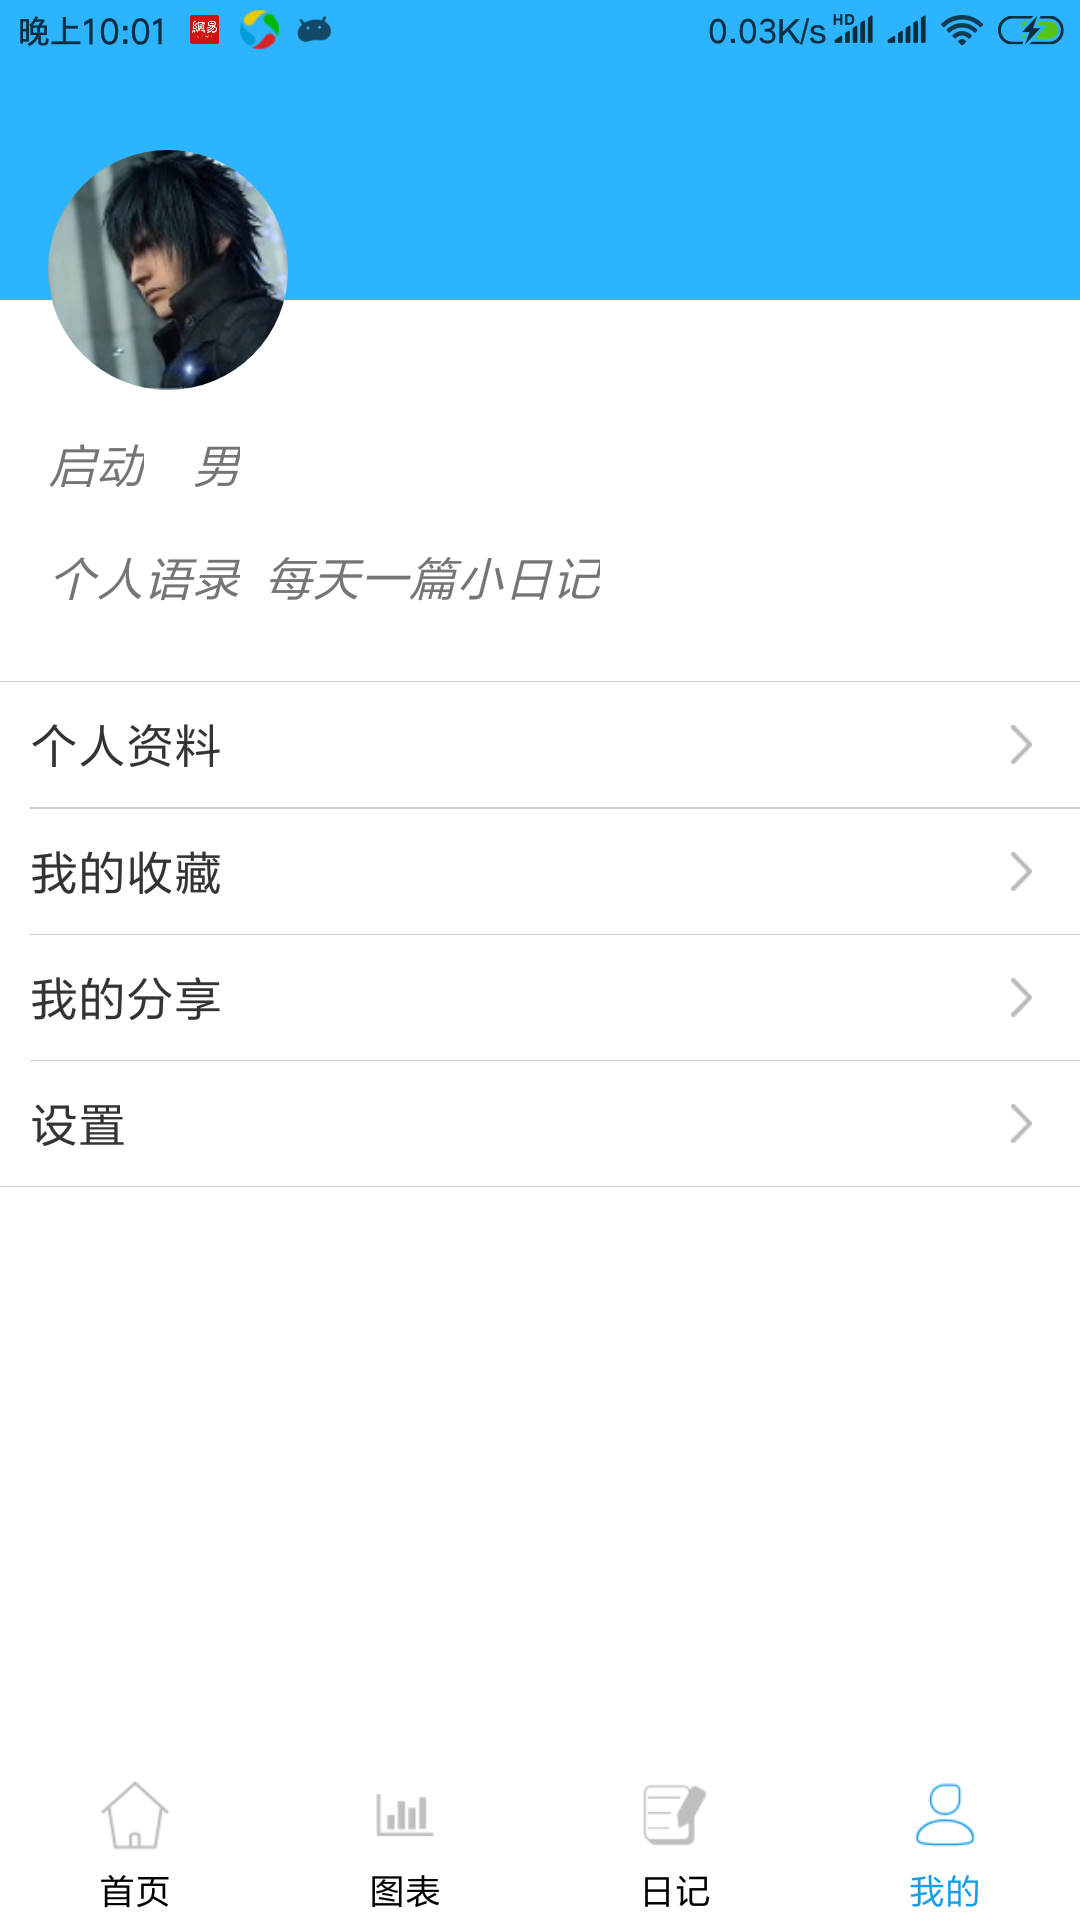 晚上10:01 網易 0.03K/s HD
启动 男
个人语录 每天一篇小日记
个人资料
我的收藏
我的分享
设置
首页 图表 日记 我的